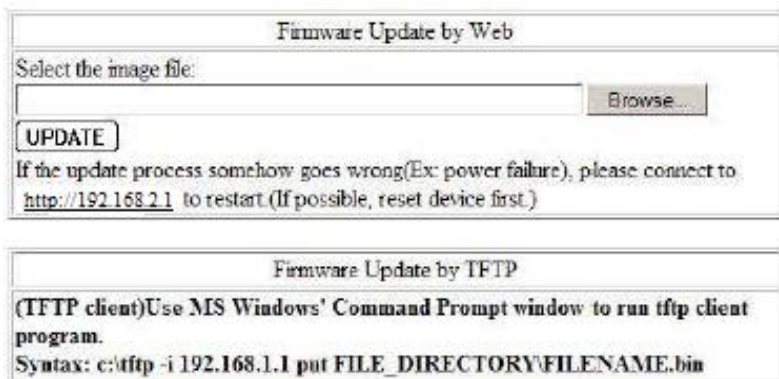 Firmware Update by Web
Select the image file:
Browse...
UPDATE
If the update process somehow goes wrong(Ex: power failure), please connect to
http://192.168.2.1 to restart.(If possible, reset device first.)
Firmware Update by TFTP
(TFTP client)Use MS Windows' Command Prompt window to run tftp client
program.
Syntax: c:\tftp -i 192.168.1.1 put FILE_DIRECTORY\FILENAME.bin